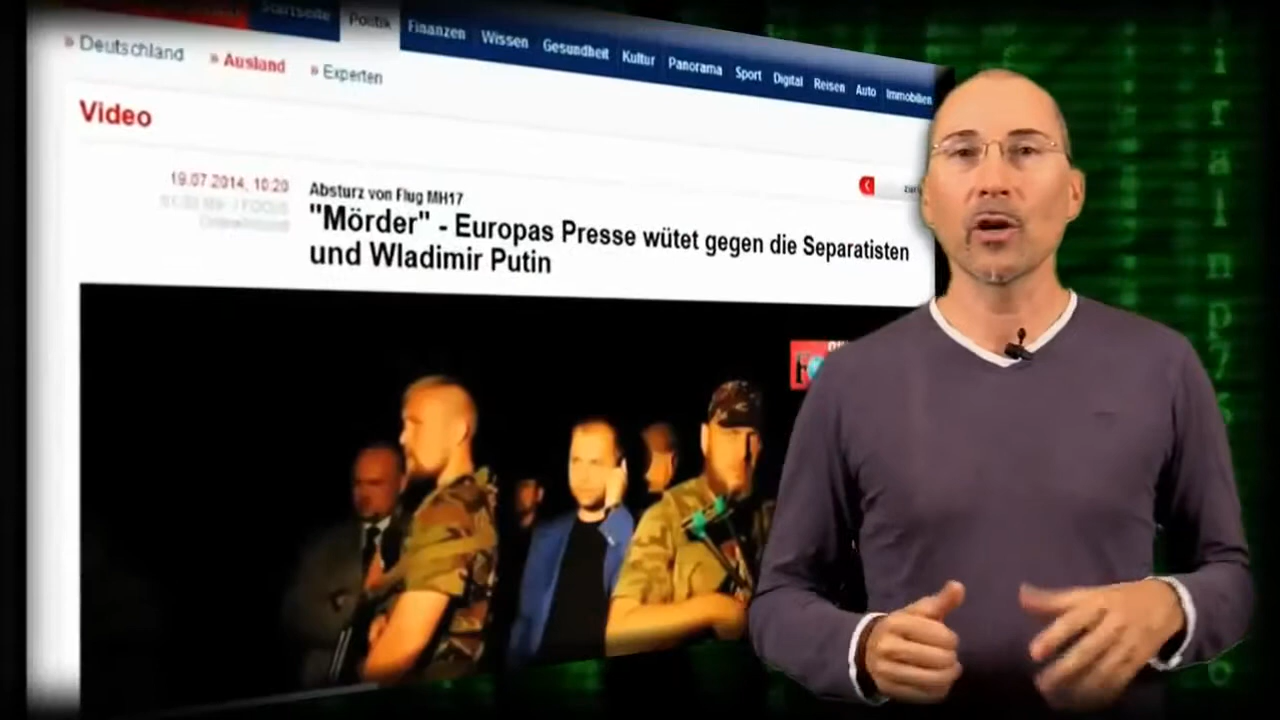 Startseite Politik Finanzen Wissen Gesundheit Kultur Panorama Sport Digital Reisen Auto Immobilien
» Deutschland » Ausland » Experten
Video
19.07.2014, 10:20
Absturz von Flug MH17
"Mörder" - Europas Presse wütet gegen die Separatisten
und Wladimir Putin